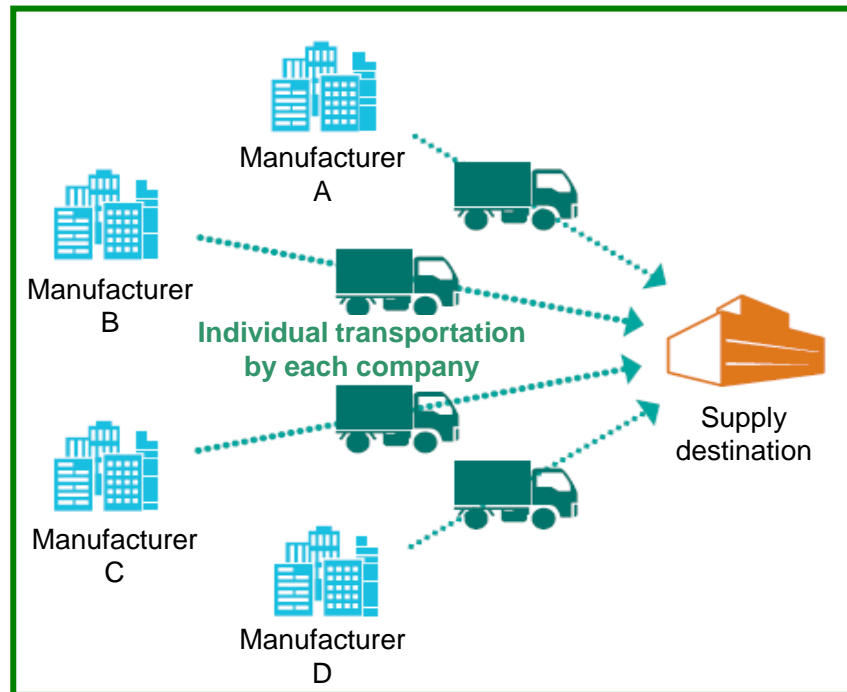 Manufacturer
A
Manufacturer
B
Individual transportation
by each company
Supply
destination
Manufacturer
C
Manufacturer
D